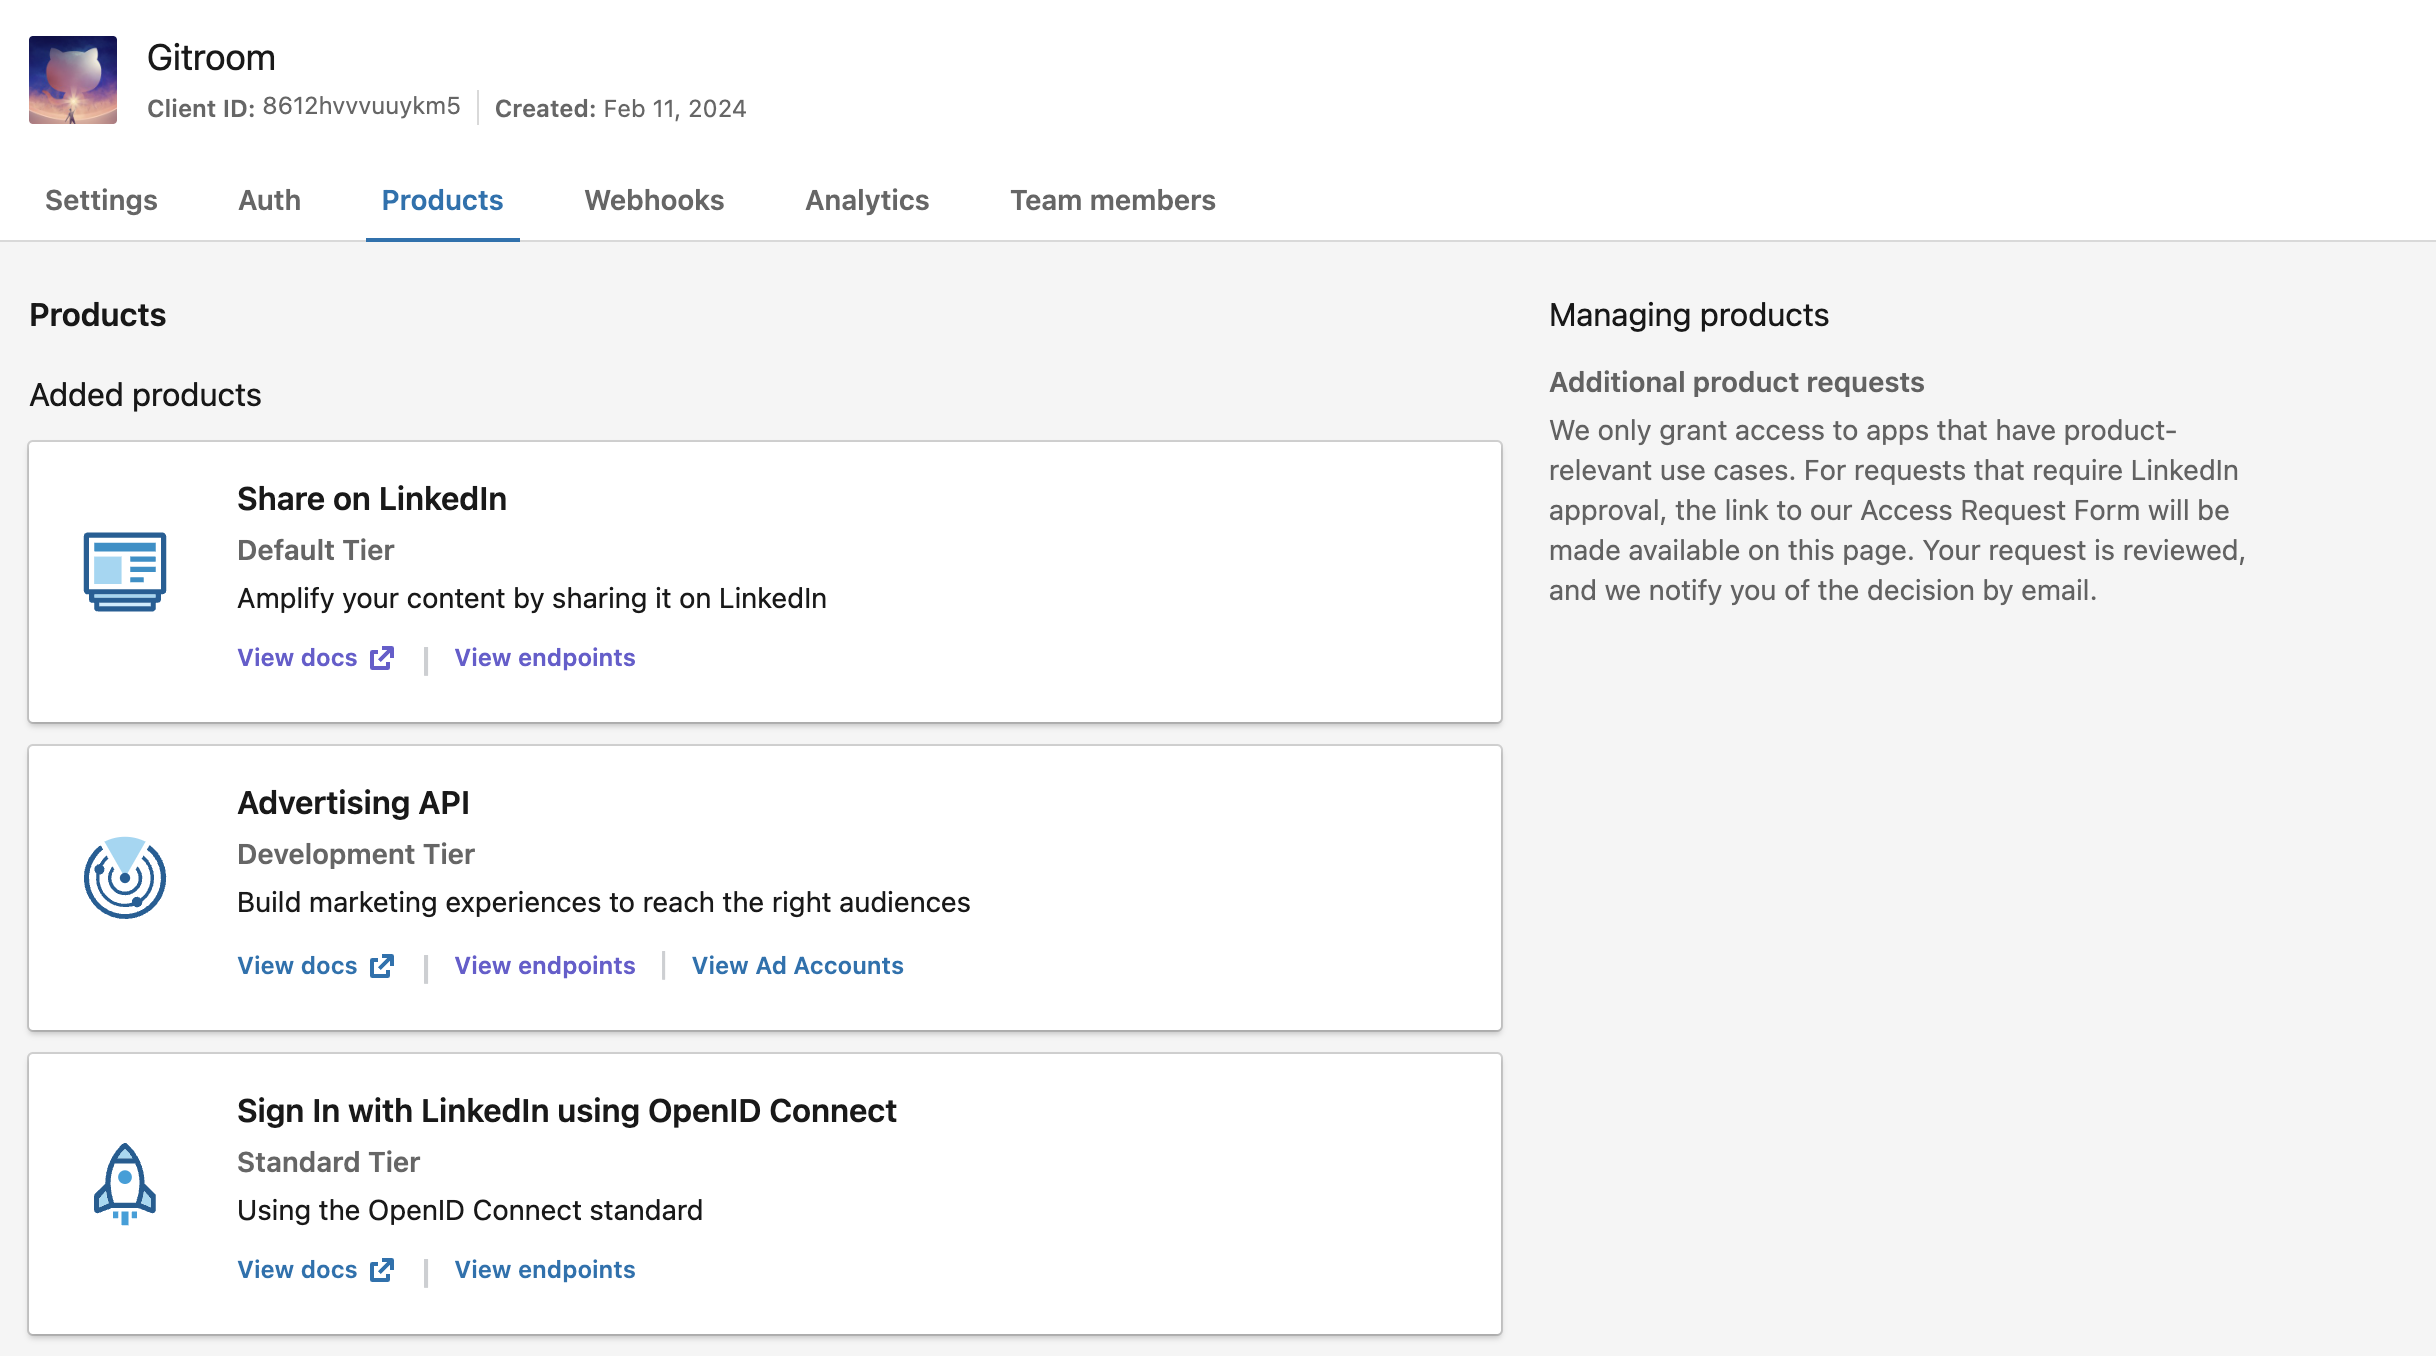 Gitroom
Client ID: 8612hvvvuuykm5 Created: Feb 11, 2024
Settings Auth Products Webhooks Analytics Team members
Products
Added products
Share on LinkedIn
Default Tier
Amplify your content by sharing it on LinkedIn
View docs View endpoints
Advertising API
Development Tier
Build marketing experiences to reach the right audiences
View docs View endpoints View Ad Accounts
Sign In with LinkedIn using OpenID Connect
Standard Tier
Using the OpenID Connect standard
View docs View endpoints
Managing products
Additional product requests
We only grant access to apps that have product-
relevant use cases. For requests that require LinkedIn
approval, the link to our Access Request Form will be
made available on this page. Your request is reviewed,
and we notify you of the decision by email.